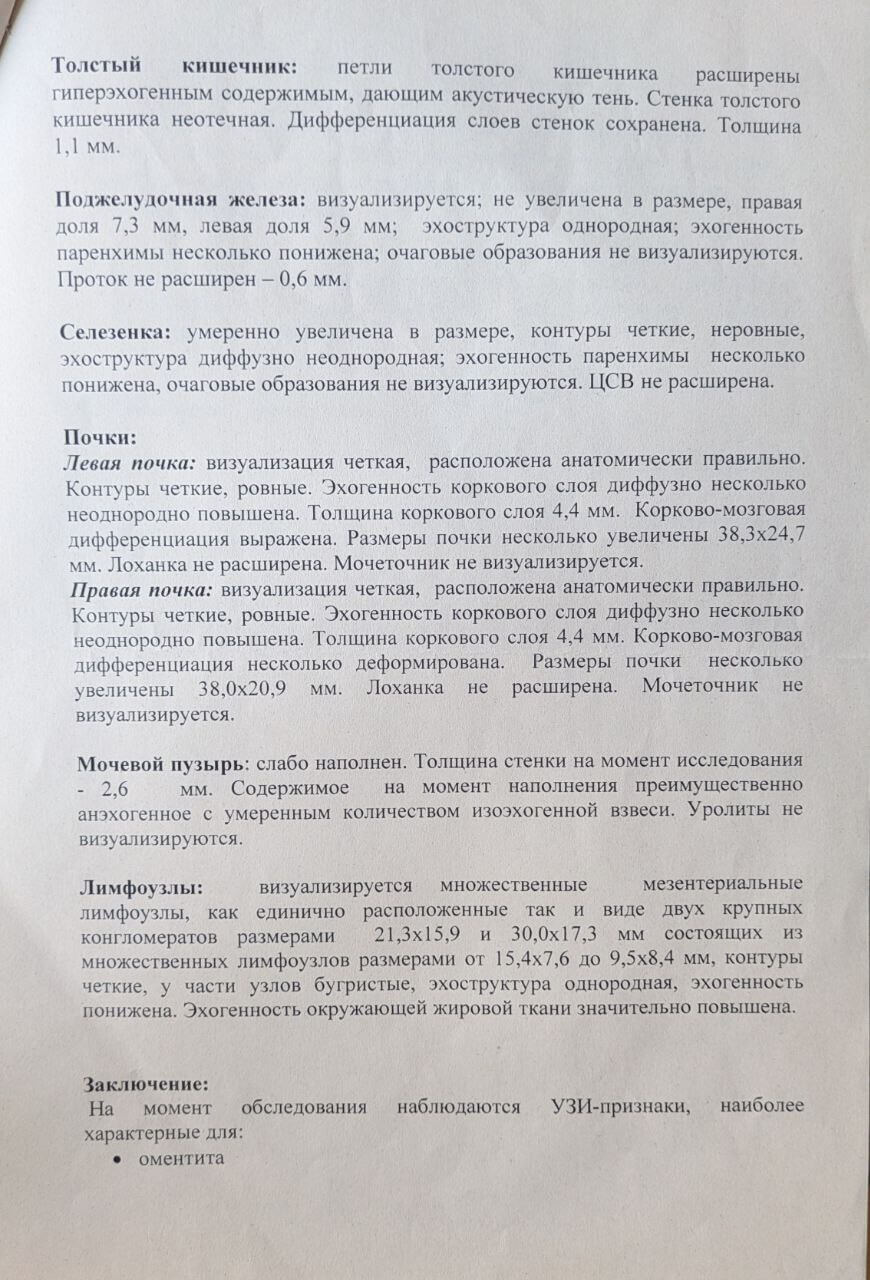 Толстый кишечник: петли толстого кишечника расширены
гиперэхогенным содержимым, дающим акустическую тень. Стенка толстого
кишечника неотечная. Дифференциация слоев стенок сохранена. Толщина
1,1 мм.
Поджелудочная железа: визуализируется; не увеличена в размере, правая
доля 7,3 мм, левая доля 5,9 мм; эхоструктура однородная; эхогенность
паренхимы несколько понижена; очаговые образования не визуализируются.
Проток не расширен – 0,6 мм.
Селезенка: умеренно увеличена в размере, контуры четкие, неровные,
эхоструктура диффузно неоднородная; эхогенность паренхимы несколько
понижена, очаговые образования не визуализируются. ЦСВ не расширена.
Почки:
Левая почка: визуализация четкая, расположена анатомически правильно.
Контуры четкие, ровные. Эхогенность коркового слоя диффузно несколько
неоднородно повышена. Толщина коркового слоя 4,4 мм. Корково-мозговая
дифференциация выражена. Размеры почки несколько увеличены 38,3х24,7
мм. Лоханка не расширена. Мочеточник не визуализируется.
Правая почка: визуализация четкая, расположена анатомически правильно.
Контуры четкие, ровные. Эхогенность коркового слоя диффузно несколько
неоднородно повышена. Толщина коркового слоя 4,4 мм. Корково-мозговая
дифференциация несколько деформирована. Размеры почки несколько
увеличены 38,0х20,9 мм. Лоханка не расширена. Мочеточник не
визуализируется.
Мочевой пузырь: слабо наполнен. Толщина стенки на момент исследования
- 2,6 мм. Содержимое на момент наполнения преимущественно
анэхогенное с умеренным количеством изоэхогенной взвеси. Уролиты не
визуализируются.
Лимфоузлы: визуализируется множественные мезентериальные
лимфоузлы, как единично расположенные так и виде двух крупных
конгломератов размерами 21,3х15,9 и 30,0х17,3 мм состоящих из
множественных лимфоузлов размерами от 15,4х7,6 до 9,5х8,4 мм, контуры
четкие, у части узлов бугристые, эхоструктура однородная, эхогенность
понижена. Эхогенность окружающей жировой ткани значительно повышена.
Заключение:
На момент обследования наблюдаются УЗИ-признаки, наиболее
характерные для:
• оментита